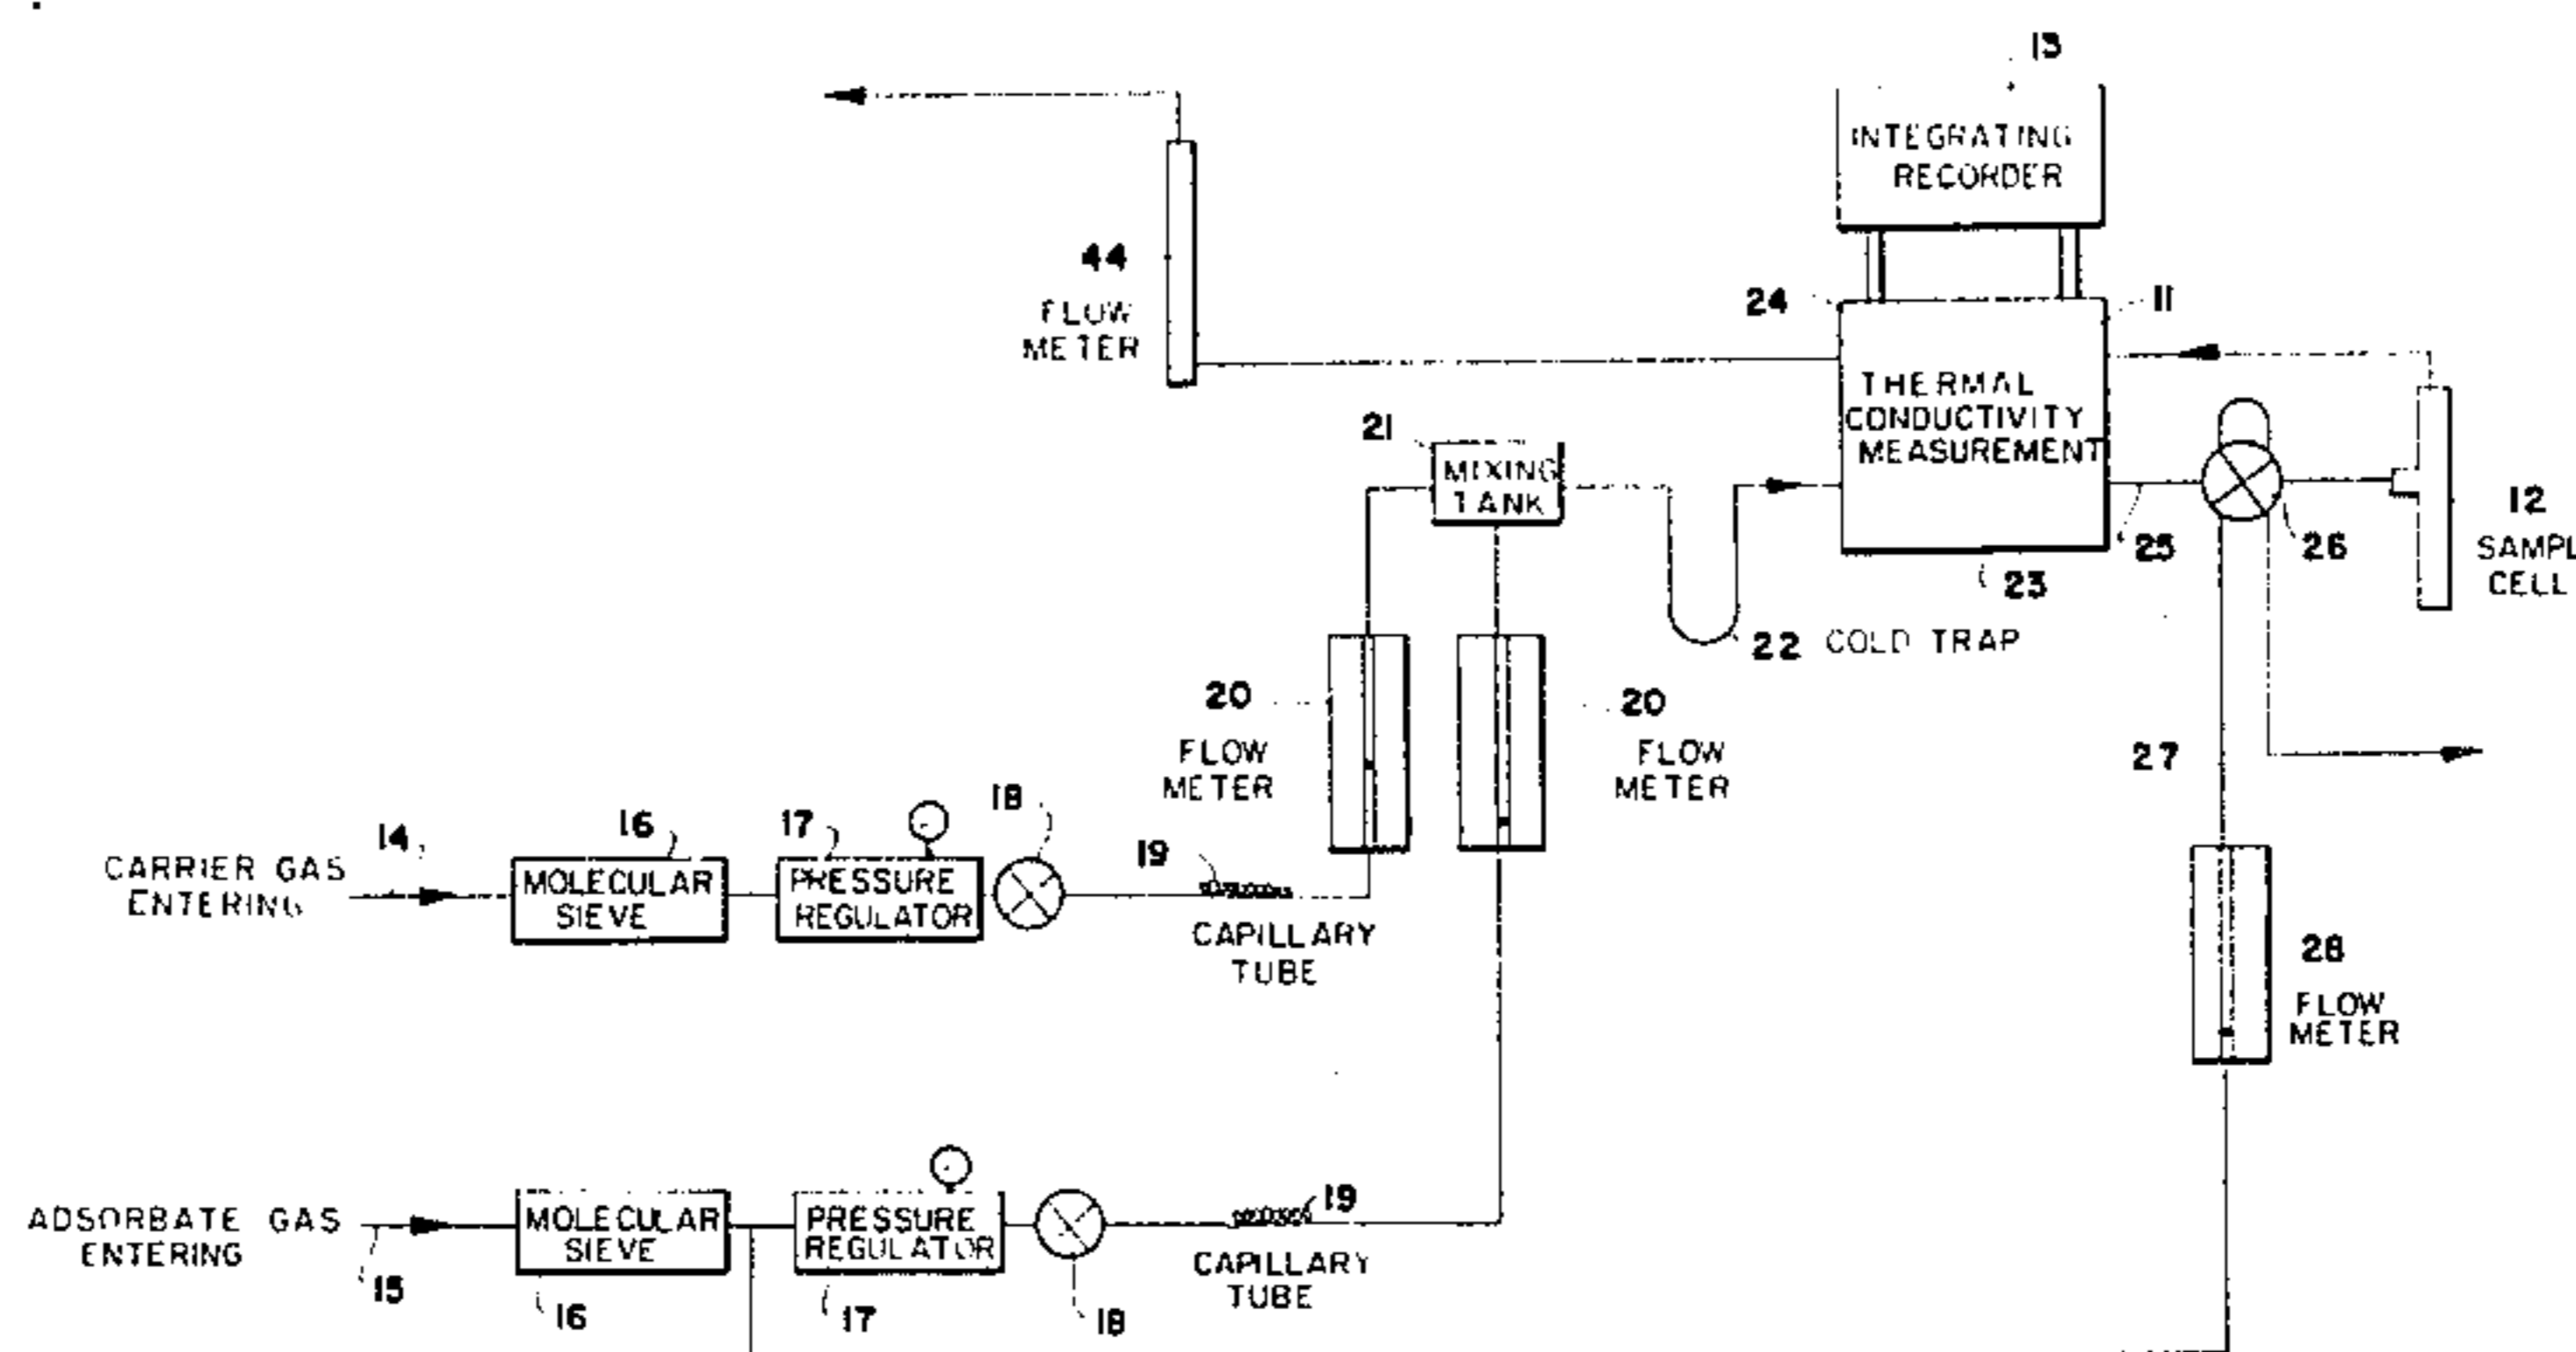 13
INTEGRATING
RECORDER
44
FLOW
METER
24
11
THERMAL
CONDUCTIVITY
MEASUREMENT
21
MIXING
TANK
12
SAMPL
CELL
25
26
23
22 COLD TRAP
20
FLOW
METER
20
FLOW
METER
27
14
CARRIER GAS
ENTERING
16
MOLECULAR
SIEVE
17
PRESSURE
REGULATOR
18
19
CAPILLARY
TUBE
28
FLOW
METER
ADSORBATE GAS
ENTERING
15
MOLECULAR
SIEVE
16
PRESSURE
REGULATOR
17
18
19
CAPILLARY
TUBE